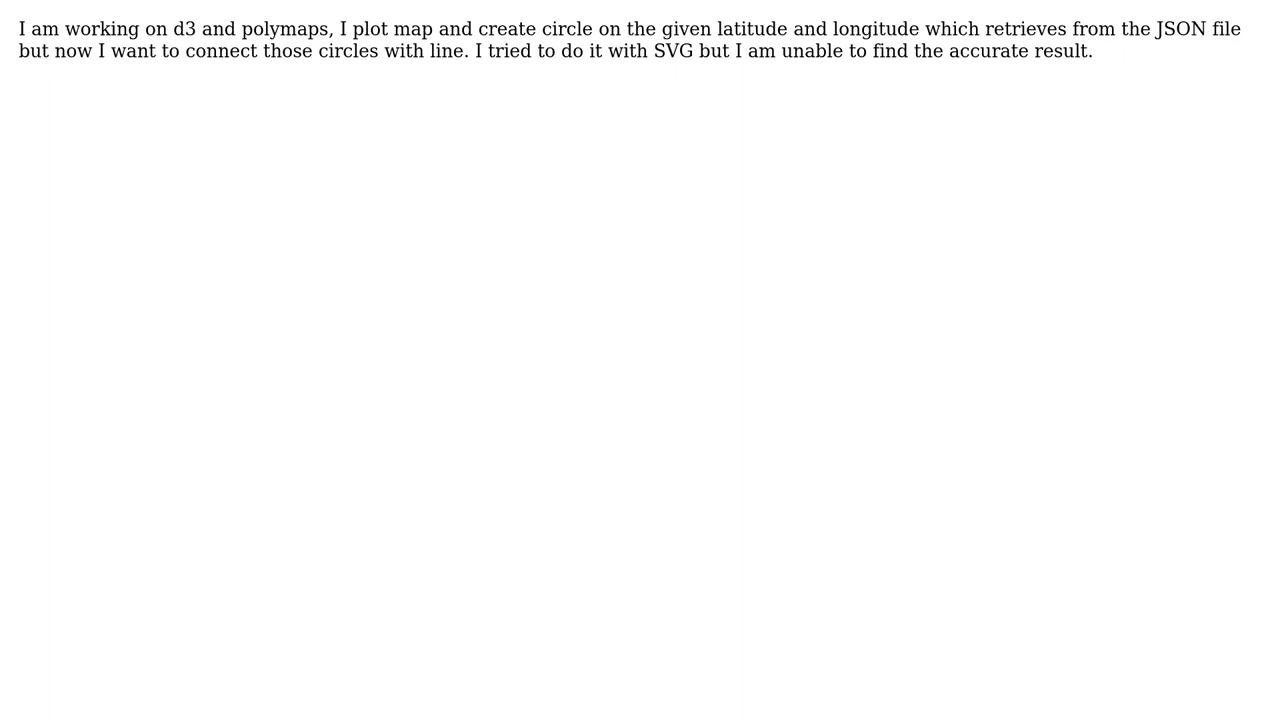 I am working on d3 and polymaps, I plot map and create circle on the given latitude and longitude which retrieves from the JSON file
but now I want to connect those circles with line. I tried to do it with SVG but I am unable to find the accurate result.